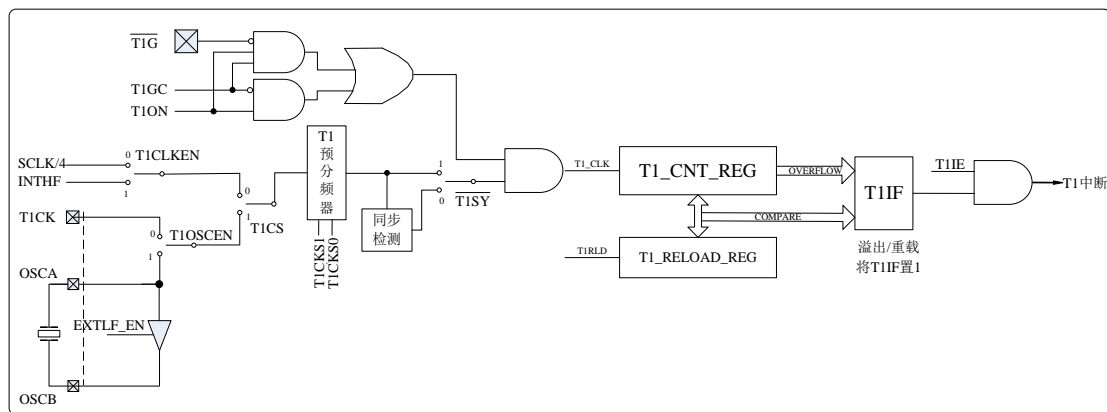 T1G
T1GC
T1ON
SCLK/4
INTHF
0
1
T1CLKEN
T1CK
0
1
T1OSCEN
0
1
T1CS
OSCA
EXTLF_EN
OSCB
T1
预
分
频
器
T1CKS1
T1CKS0
同步
检测
1
0
T1SY
T1_CLK
T1_CNT_REG
OVERFLOW
COMPARE
T1RLD
T1_RELOAD_REG
T1IF
溢出/重载
将T1IF置1
T1IE
T1中断